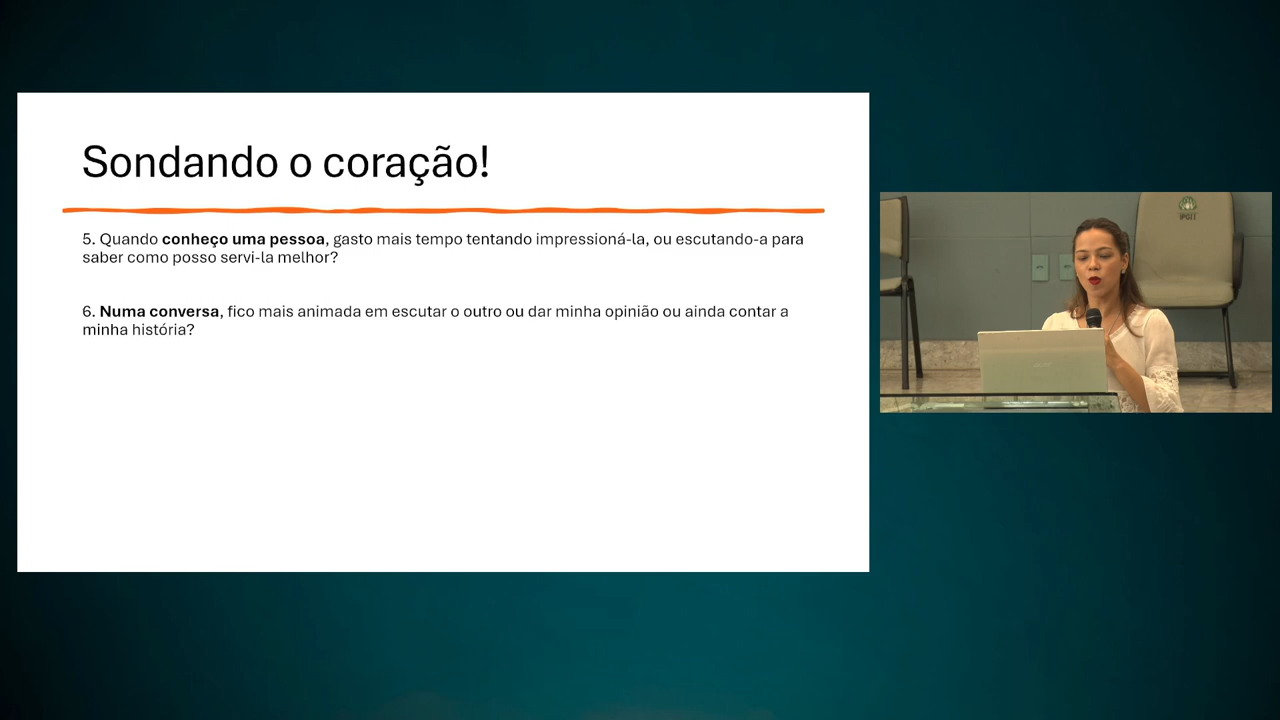 Sondando o coração!
5. Quando conheço uma pessoa, gasto mais tempo tentando impressioná-la, ou escutando-a para
saber como posso servi-la melhor?
6. Numa conversa, fico mais animada em escutar o outro ou dar minha opinião ou ainda contar a
minha história?